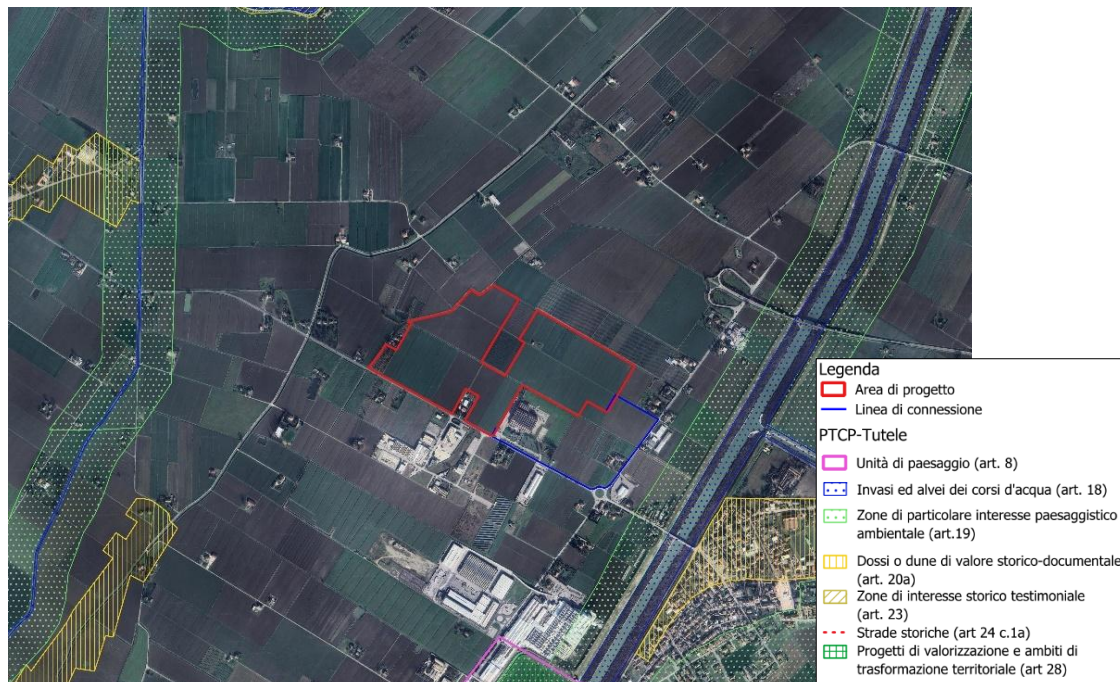 Legenda
Area di progetto
Linea di connessione
PTCP-Tutele
Unità di paesaggio (art. 8)
Invasi ed alvei dei corsi d'acqua (art. 18)
Zone di particolare interesse paesaggistico
ambientale (art.19)
Dossi o dune di valore storico-documentale
(art. 20a)
Zone di interesse storico testimoniale
(art. 23)
Strade storiche (art 24 c.1a)
Progetti di valorizzazione e ambiti di
trasformazione territoriale (art 28)